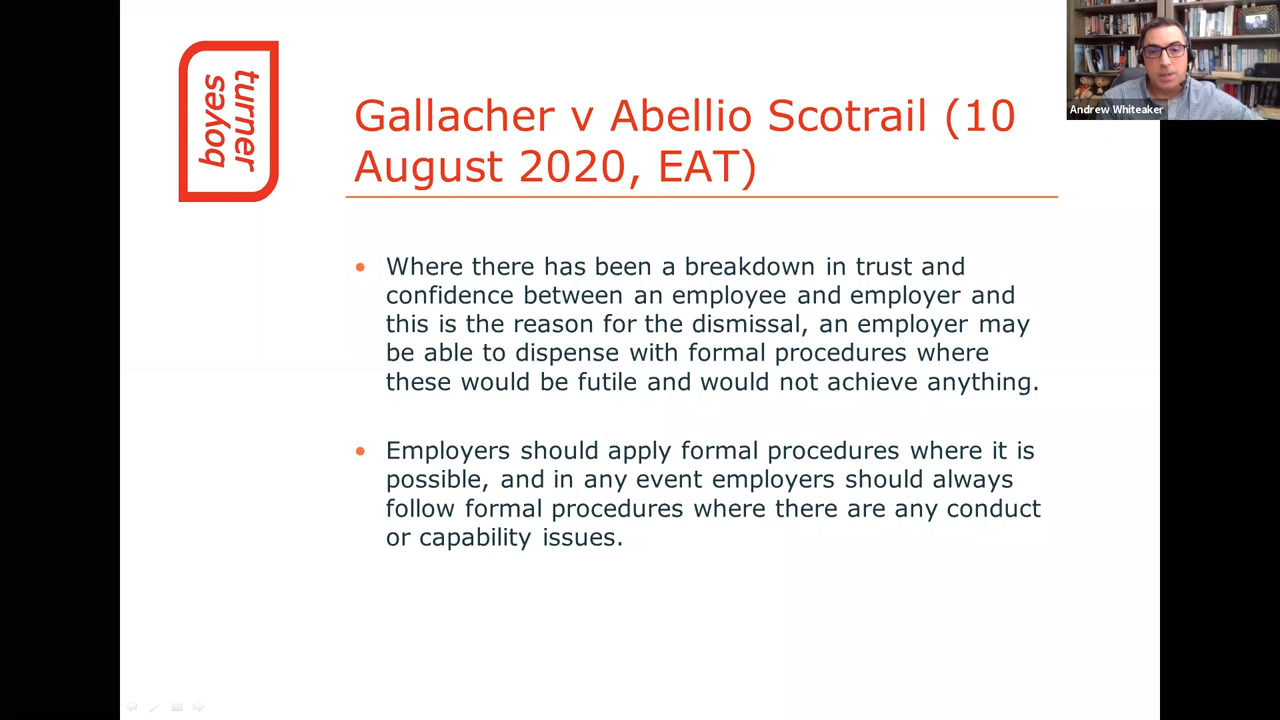 boyes
turner
Gallacher v Abellio Scotrail (10
August 2020, EAT)
Andrew Whiteaker
• Where there has been a breakdown in trust and
confidence between an employee and employer and
this is the reason for the dismissal, an employer may
be able to dispense with formal procedures where
these would be futile and would not achieve anything.
• Employers should apply formal procedures where it is
possible, and in any event employers should always
follow formal procedures where there are any conduct
or capability issues.